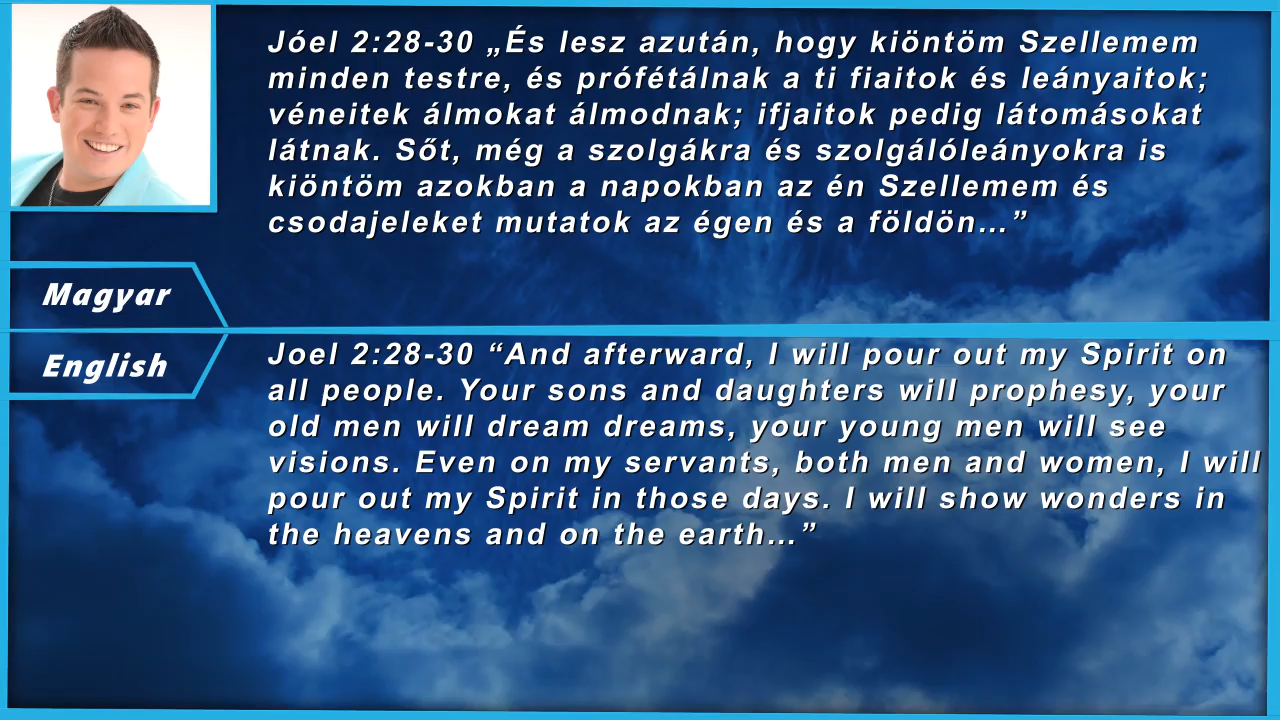 Jóel 2:28-30 „És lesz azután, hogy kiöntöm Szellemem
minden testre, és prófétálnak a ti fiaitok és leányaitok;
véneitek álmokat álmodnak; ifjaitok pedig látomásokat
látnak. Sőt, még a szolgákra és szolgálóleányokra is
kiöntöm azokban a napokban az én Szellemem és
csodajeleket mutatok az égen és a földön…”
Magyar
English
Joel 2:28-30 “And afterward, I will pour out my Spirit on
all people. Your sons and daughters will prophesy, your
old men will dream dreams, your young men will see
visions. Even on my servants, both men and women, I will
pour out my Spirit in those days. I will show wonders in
the heavens and on the earth…”